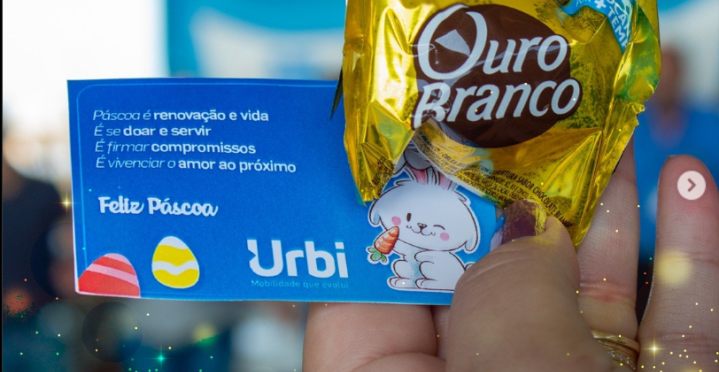 Ouro
Branco
Páscoa é renovação e vida
É se doar e servir
É firmar compromissos
É vivenciar o amor ao próximo
Feliz Páscoa
Urbi
Mobilidade que evolui